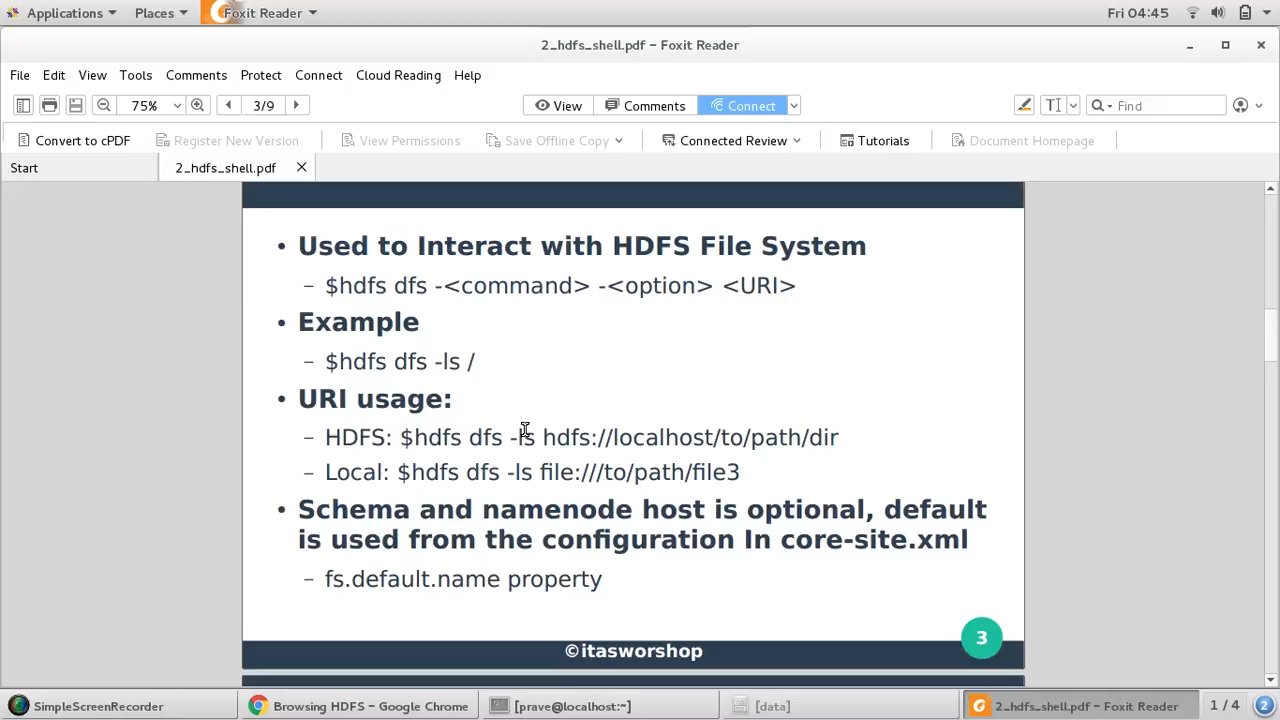 Applications Places Foxit Reader Fri 04:45
2_hdfs_shell.pdf – Foxit Reader
File Edit View Tools Comments Protect Connect Cloud Reading Help
75% 3/9 View Comments Connect Find
Convert to cPDF Register New Version View Permissions Save Offline Copy Connected Review Tutorials Document Homepage
Start 2_hdfs_shell.pdf
• Used to Interact with HDFS File System
– $hdfs dfs -<command> -<option> <URI>
• Example
– $hdfs dfs -ls /
• URI usage:
– HDFS: $hdfs dfs -ls hdfs://localhost/to/path/dir
– Local: $hdfs dfs -ls file:///to/path/file3
• Schema and namenode host is optional, default
is used from the configuration In core-site.xml
– fs.default.name property
3
©itasworshop
SimpleScreenRecorder Browsing HDFS – Google Chrome [prave@localhost:~] [data] 2_hdfs_shell.pdf – Foxit Reader 1 / 4 2